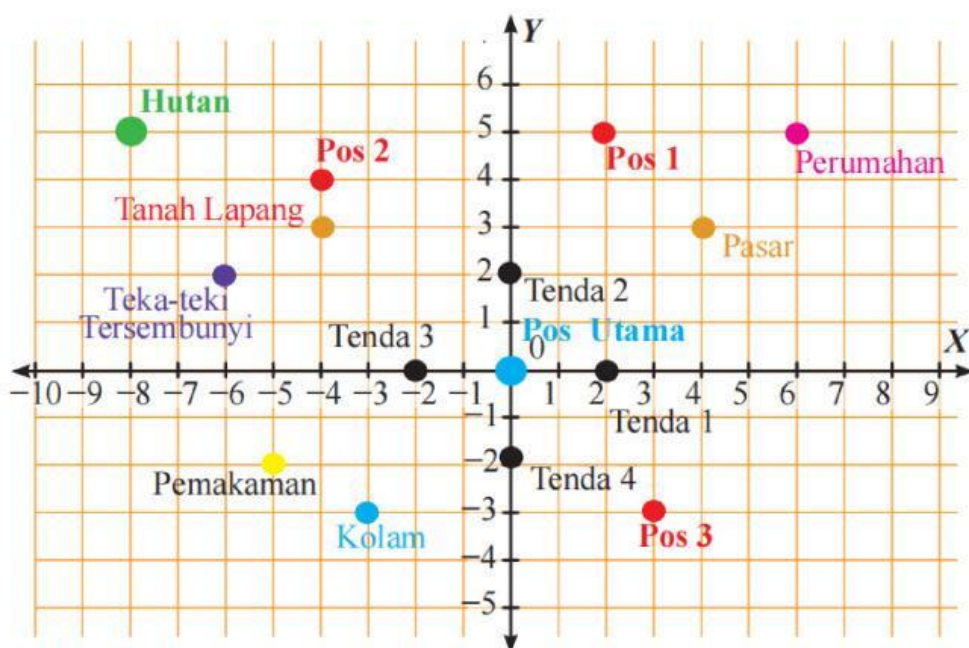 Y
6
Hutan
5
Pos 2
Pos 1
Perumahan
4
Tanah Lapang
3
Pasar
2
Teka-teki
Tersembunyi
Tenda 2
1
Tenda 3
Pos Utama
0
X
−10 −9 −8 −7 −6 −5 −4 −3 −2 −1 1 2 3 4 5 6 7 8 9
−1
Tenda 1
−2
Pemakaman
Tenda 4
−3
Kolam
Pos 3
−4
−5